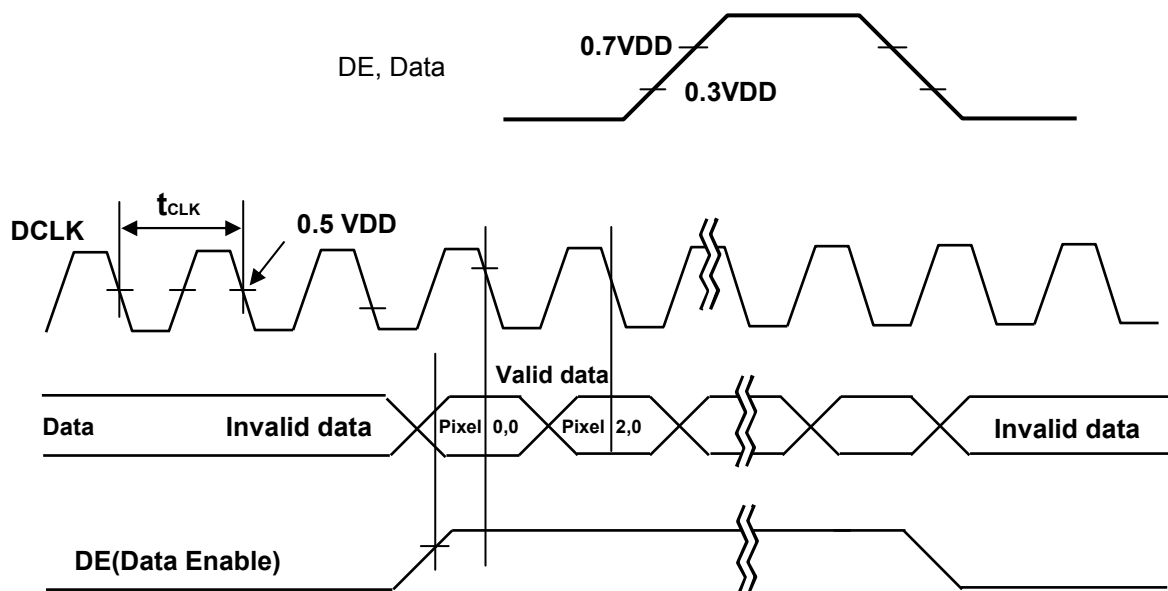 0.7VDD
DE, Data
0.3VDD
tCLK
0.5 VDD
DCLK
Valid data
Data
Invalid data
Pixel 0,0
Pixel 2,0
Invalid data
DE(Data Enable)